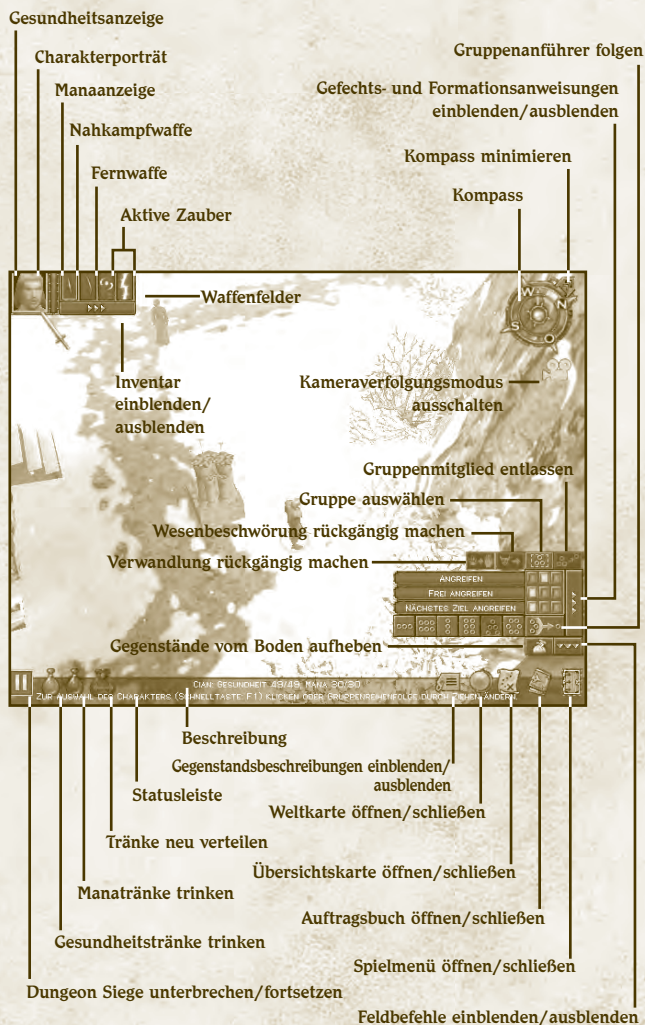 Gesundheitsanzeige
Charakterporträt
Manaanzeige
Nahkampfwaffe
Fernwaffe
Aktive Zauber
Gruppenanführer folgen
Gefechts- und Formationsanweisungen
einblenden/ausblenden
Kompass minimieren
Kompass
W
N
S
O
Waffenfelder
Inventar
einblenden/
ausblenden
Kameraverfolgungsmodus
ausschalten
Gruppenmitglied entlassen
Gruppe auswählen
Wesenbeschwörung rückgängig machen
Verwandlung rückgängig machen
ANGREIFEN
FREI ANGREIFEN
NÄCHSTES ZIEL ANGREIFEN
Gegenstände vom Boden aufheben
CIAN: GESUNDHEIT 49/49, MANA 30/30
ZUR AUSWAHL DES CHARAKTERS (SCHNELLTASTE: F1) KLICKEN ODER GRUPPENREIHENFOLGE DURCH ZIEHEN ÄNDERN
Beschreibung
Gegenstandsbeschreibungen einblenden/
ausblenden
Statusleiste
Weltkarte öffnen/schließen
Tränke neu verteilen
Übersichtskarte öffnen/schließen
Manatränke trinken
Auftragsbuch öffnen/schließen
Gesundheitstränke trinken
Spielmenü öffnen/schließen
Dungeon Siege unterbrechen/fortsetzen
Feldbefehle einblenden/ausblenden